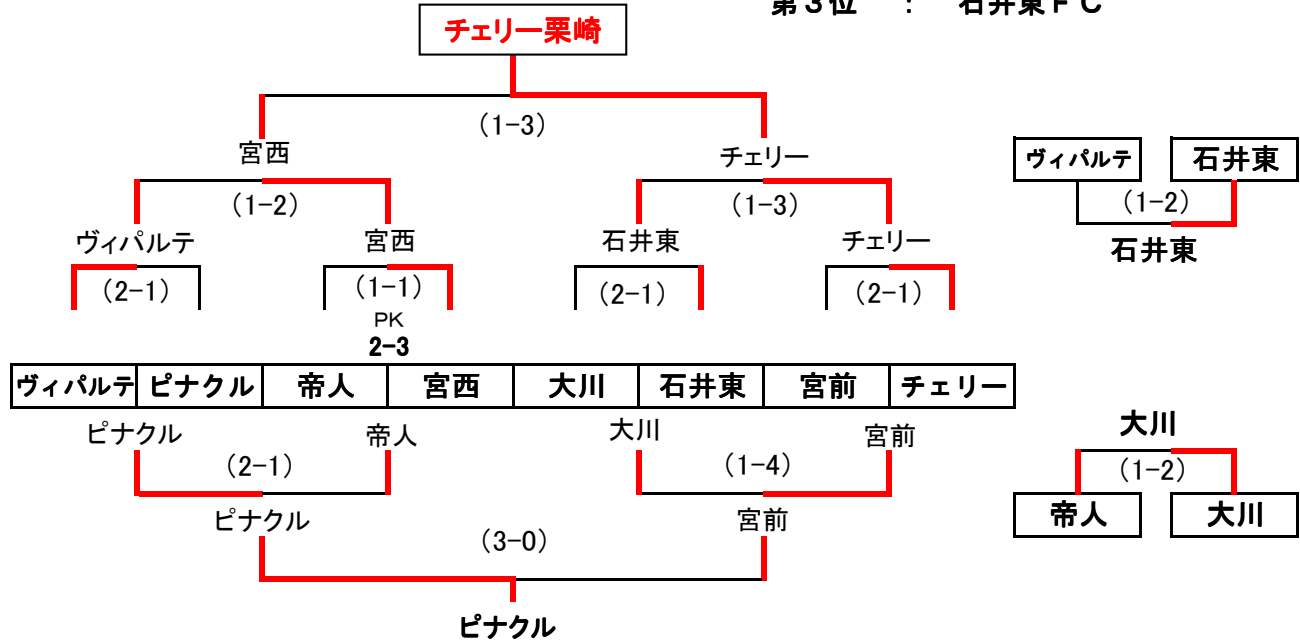 第３位　：　石井東ＦＣ
チェリー栗崎
（1-3）
宮西
チェリー
（1-2）
（1-3）
ヴィパルテ
宮西
石井東
チェリー
（2-1）
（1-1）
（2-1）
（2-1）
PK
2-3
ヴィパルテ ピナクル 帝人 宮西 大川 石井東 宮前 チェリー
ピナクル
帝人
大川
宮前
（2-1）
（1-4）
ピナクル
宮前
（3-0）
ピナクル
ヴィパルテ
石井東
（1-2）
石井東
大川
（1-2）
帝人
大川